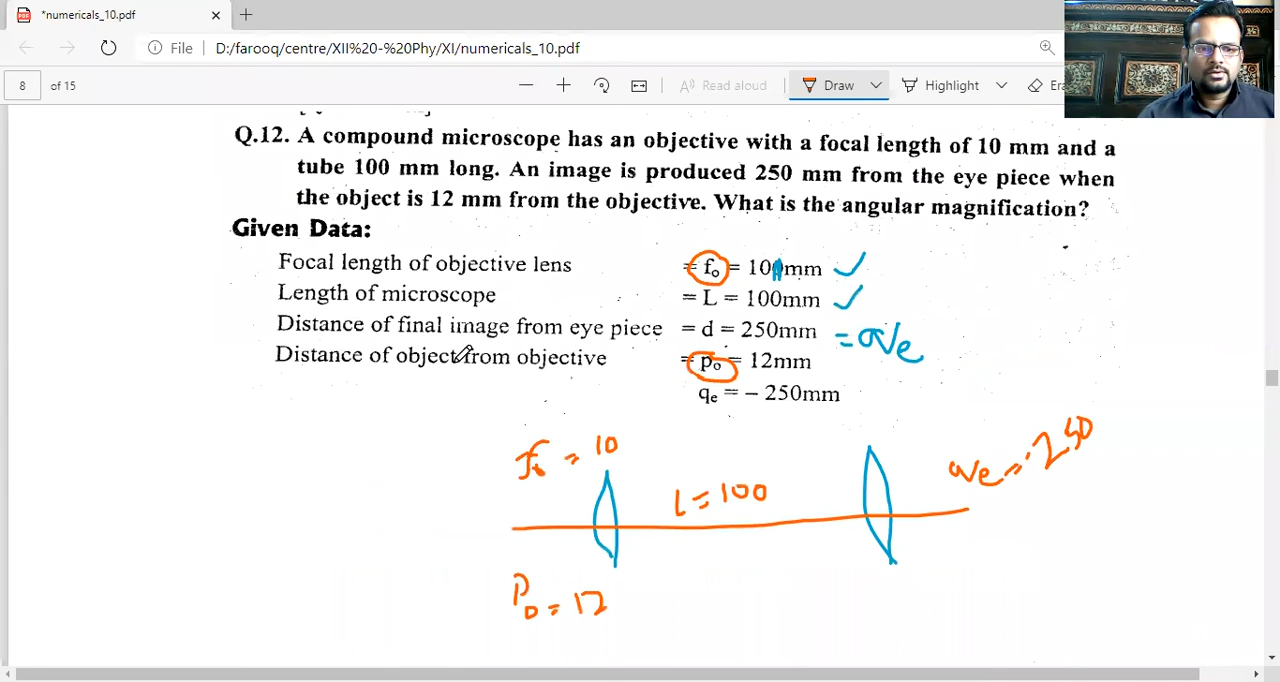 *numericals_10.pdf
File D:/farooq/centre/XII%20-%20Phy/XI/numericals_10.pdf
8 of 15 Read aloud Draw Highlight
Q.12. A compound microscope has an objective with a focal length of 10 mm and a
tube 100 mm long. An image is produced 250 mm from the eye piece when
the object is 12 mm from the objective. What is the angular magnification?
Given Data:
Focal length of objective lens = fo = 100mm
Length of microscope = L = 100mm
Distance of final image from eye piece = d = 250mm = qve
Distance of object from objective = po = 12mm
qe = – 250mm
fo = 10
L = 100
qve = -250
Po = 12